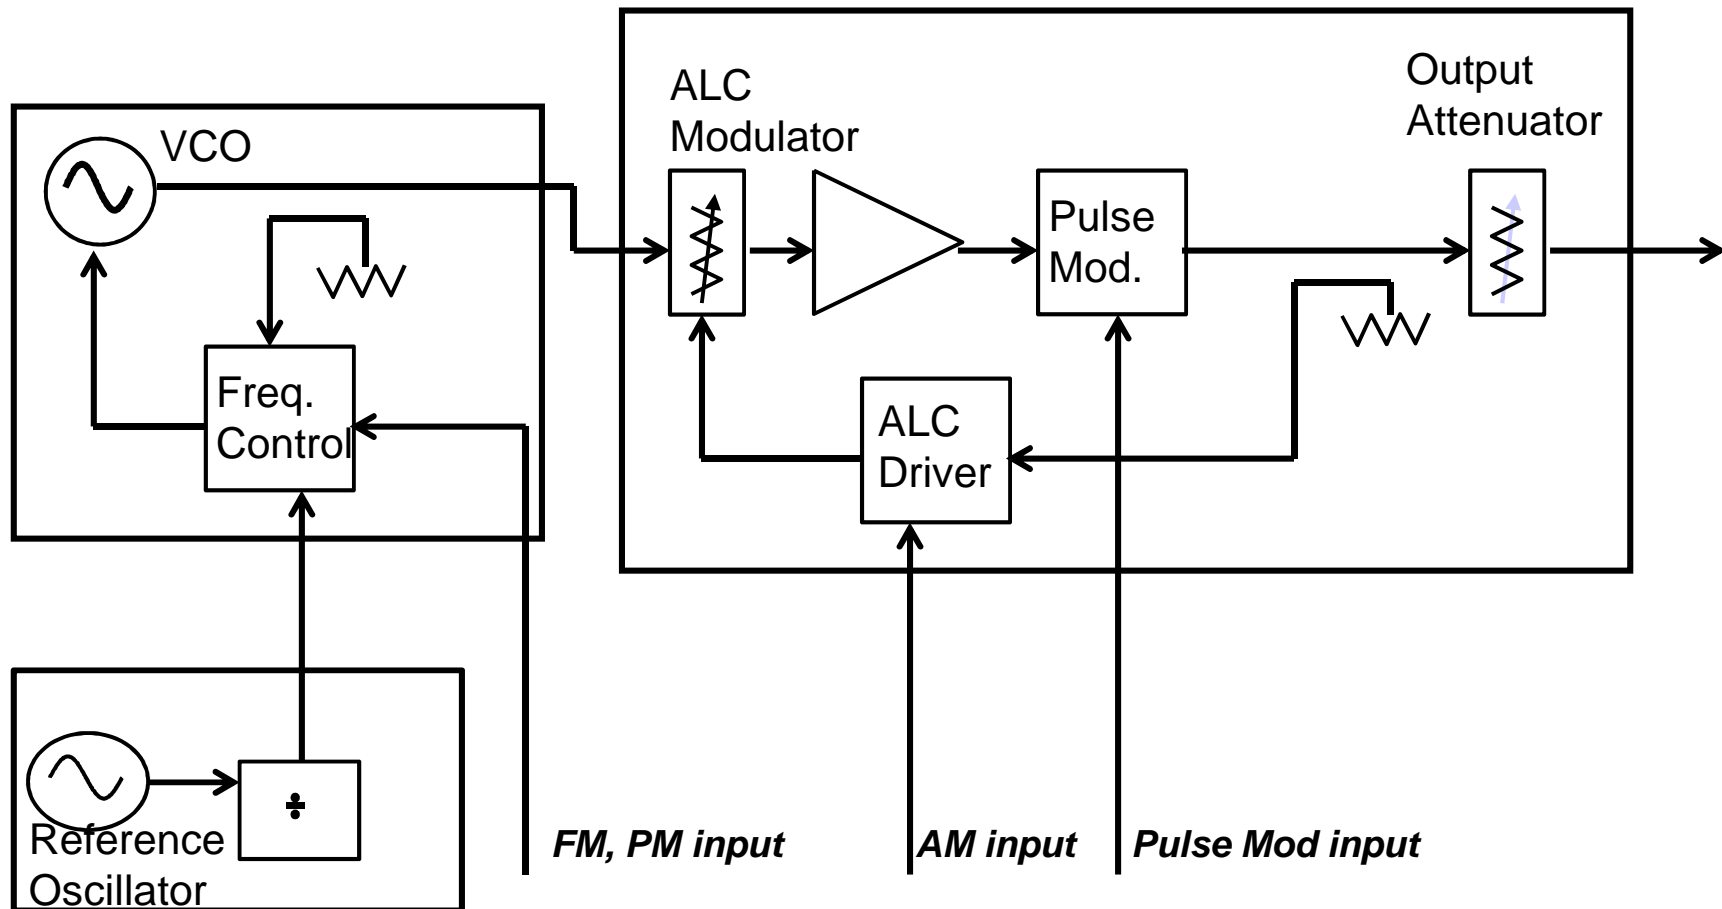 VCO
Freq.
Control
Reference
Oscillator
÷
FM, PM input
ALC
Modulator
Pulse
Mod.
ALC
Driver
Output
Attenuator
AM input
Pulse Mod input